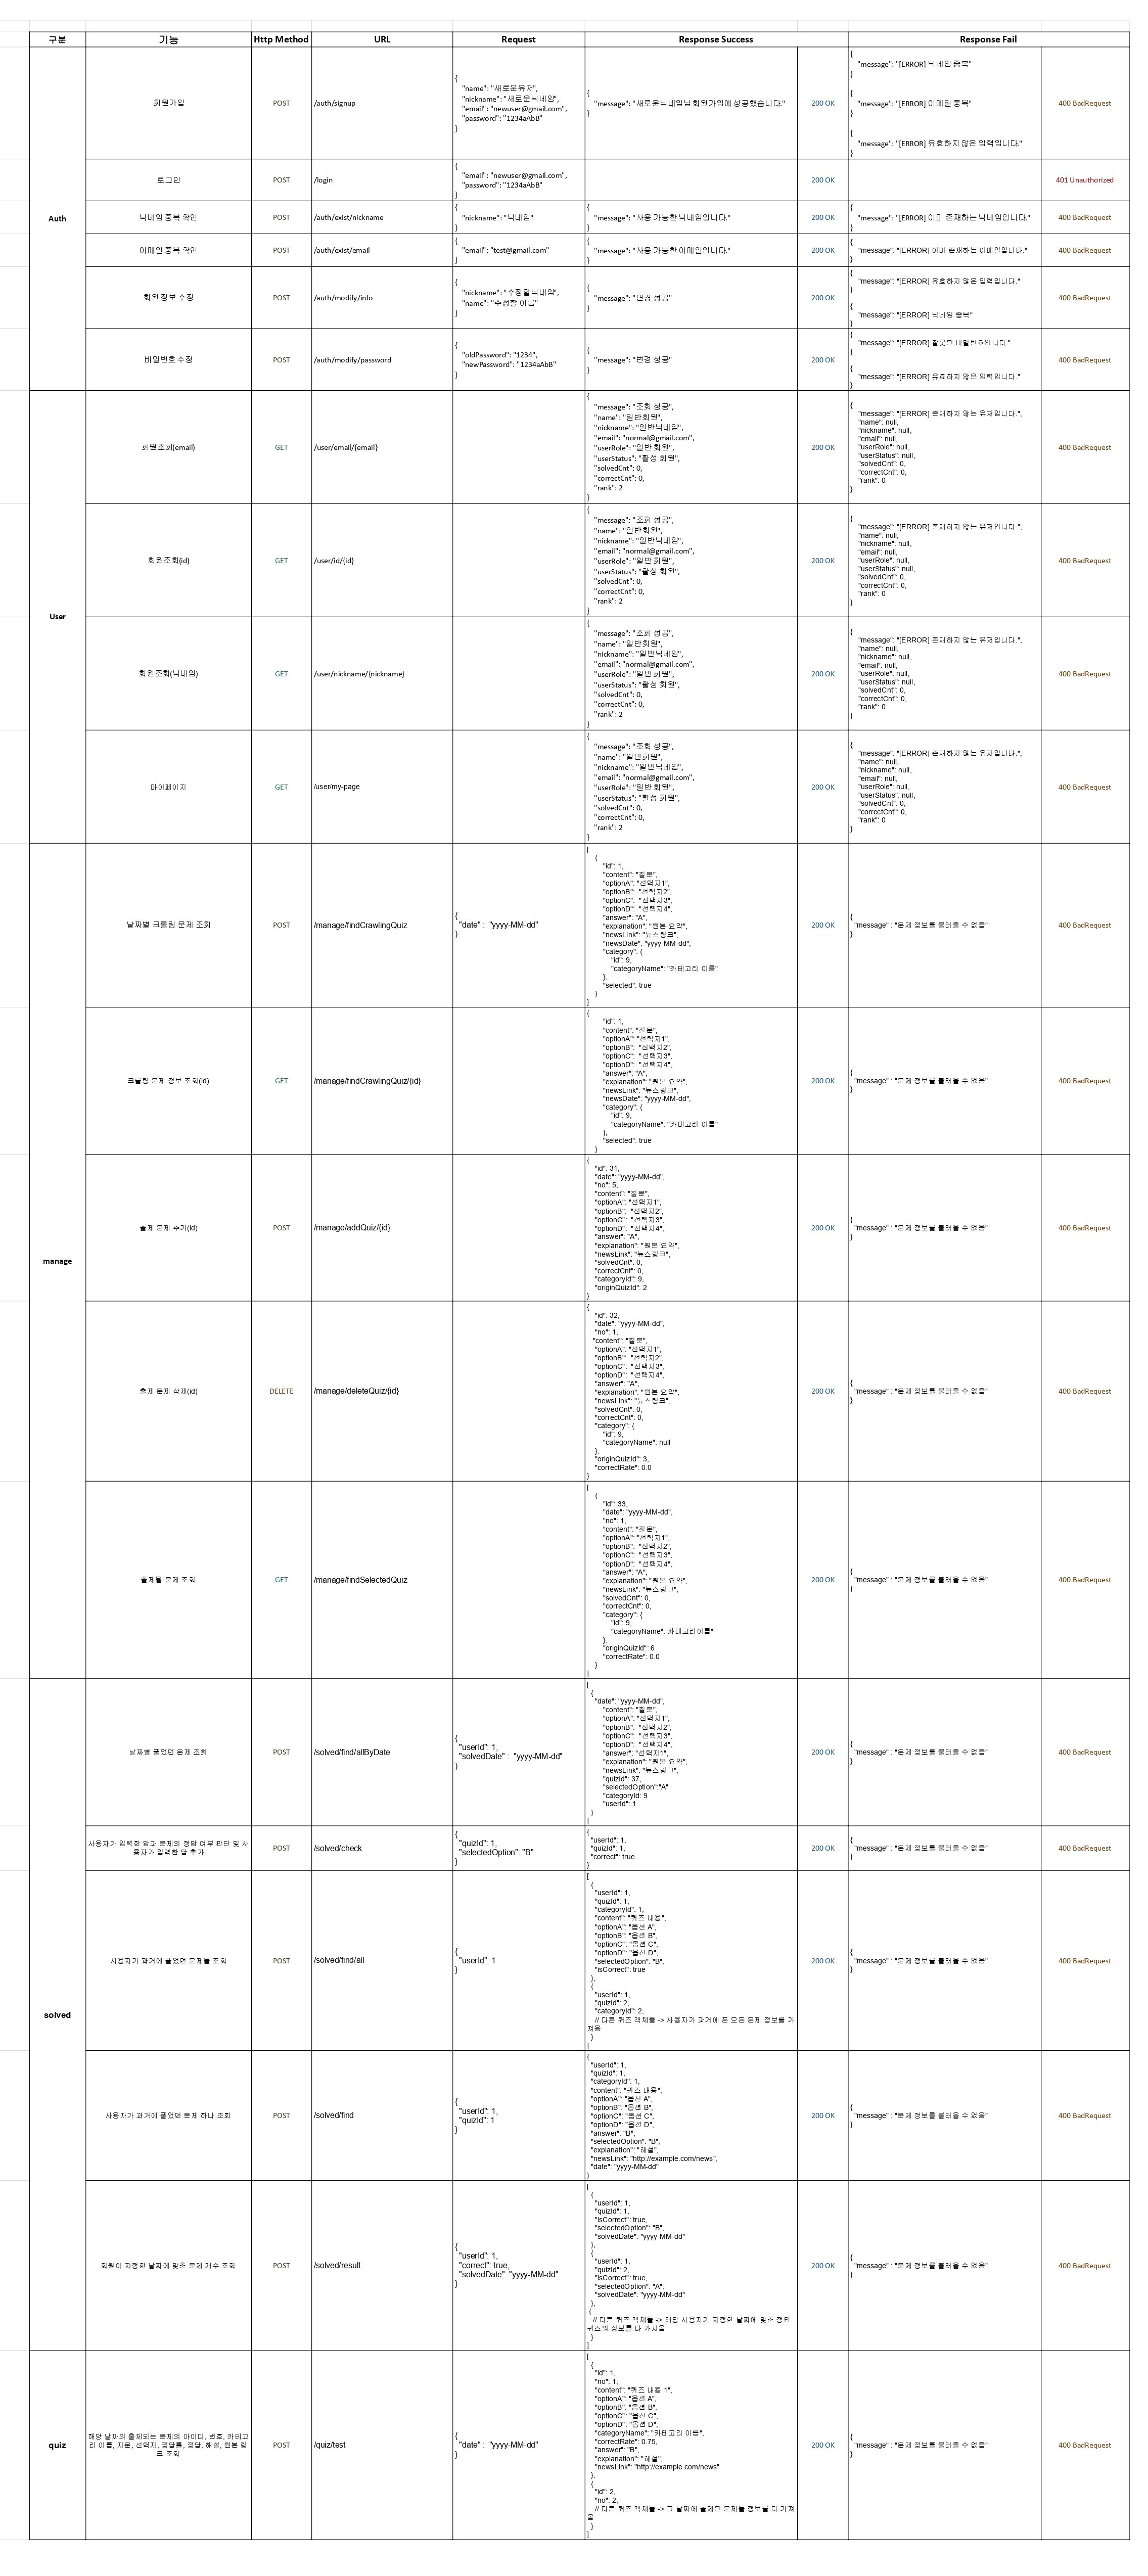 구분 기능 Http Method URL Request Response Success Response Fail
Auth
회원가입 POST /auth/signup
{
"name": "새로운유저",
"nickname": "새로운닉네임",
"email": "newuser@gmail.com",
"password": "1234aAbB"
}
{
"message": "새로운닉네임님 회원가입에 성공했습니다."
}
200 OK
{
"message": "[ERROR] 닉네임 중복"
}
{
"message": "[ERROR] 이메일 중복"
}
{
"message": "[ERROR] 유효하지 않은 입력입니다."
}
400 BadRequest
로그인 POST /login
{
"email": "newuser@gmail.com",
"password": "1234aAbB"
}
200 OK
401 Unauthorized
닉네임 중복 확인 POST /auth/exist/nickname
{
"nickname": "닉네임"
}
{
"message": "사용 가능한 닉네임입니다."
}
200 OK
{
"message": "[ERROR] 이미 존재하는 닉네임입니다."
}
400 BadRequest
이메일 중복 확인 POST /auth/exist/email
{
"email": "test@gmail.com"
}
{
"message": "사용 가능한 이메일입니다."
}
200 OK
{
"message": "[ERROR] 이미 존재하는 이메일입니다."
}
400 BadRequest
회원 정보 수정 POST /auth/modify/info
{
"nickname": "수정할닉네임",
"name": "수정할 이름"
}
{
"message": "변경 성공"
}
200 OK
{
"message": "[ERROR] 유효하지 않은 입력입니다."
}
{
"message": "[ERROR] 닉네임 중복"
}
400 BadRequest
비밀번호 수정 POST /auth/modify/password
{
"oldPassword": "1234",
"newPassword": "1234aAbB"
}
{
"message": "변경 성공"
}
200 OK
{
"message": "[ERROR] 잘못된 비밀번호입니다."
}
{
"message": "[ERROR] 유효하지 않은 입력입니다."
}
400 BadRequest
User
회원조회(email) GET /user/email/{email}
{
"message": "조회 성공",
"name": "일반회원",
"nickname": "일반닉네임",
"email": "normal@gmail.com",
"userRole": "일반 회원",
"userStatus": "활성 회원",
"solvedCnt": 0,
"correctCnt": 0,
"rank": 2
}
200 OK
{
"message": "[ERROR] 존재하지 않는 유저입니다.",
"name": null,
"nickname": null,
"email": null,
"userRole": null,
"userStatus": null,
"solvedCnt": 0,
"correctCnt": 0,
"rank": 0
}
400 BadRequest
회원조회(id) GET /user/id/{id}
{
"message": "조회 성공",
"name": "일반회원",
"nickname": "일반닉네임",
"email": "normal@gmail.com",
"userRole": "일반 회원",
"userStatus": "활성 회원",
"solvedCnt": 0,
"correctCnt": 0,
"rank": 2
}
200 OK
{
"message": "[ERROR] 존재하지 않는 유저입니다.",
"name": null,
"nickname": null,
"email": null,
"userRole": null,
"userStatus": null,
"solvedCnt": 0,
"correctCnt": 0,
"rank": 0
}
400 BadRequest
회원조회(닉네임) GET /user/nickname/{nickname}
{
"message": "조회 성공",
"name": "일반회원",
"nickname": "일반닉네임",
"email": "normal@gmail.com",
"userRole": "일반 회원",
"userStatus": "활성 회원",
"solvedCnt": 0,
"correctCnt": 0,
"rank": 2
}
200 OK
{
"message": "[ERROR] 존재하지 않는 유저입니다.",
"name": null,
"nickname": null,
"email": null,
"userRole": null,
"userStatus": null,
"solvedCnt": 0,
"correctCnt": 0,
"rank": 0
}
400 BadRequest
마이페이지 GET /user/my-page
{
"message": "조회 성공",
"name": "일반회원",
"nickname": "일반닉네임",
"email": "normal@gmail.com",
"userRole": "일반 회원",
"userStatus": "활성 회원",
"solvedCnt": 0,
"correctCnt": 0,
"rank": 2
}
200 OK
{
"message": "[ERROR] 존재하지 않는 유저입니다.",
"name": null,
"nickname": null,
"email": null,
"userRole": null,
"userStatus": null,
"solvedCnt": 0,
"correctCnt": 0,
"rank": 0
}
400 BadRequest
manage
날짜별 크롤링 문제 조회 POST /manage/findCrawlingQuiz
{
"date" : "yyyy-MM-dd"
}
[
{
"id": 1,
"content": "질문",
"optionA": "선택지1",
"optionB": "선택지2",
"optionC": "선택지3",
"optionD": "선택지4",
"answer": "A",
"explanation": "원본 요약",
"newsLink": "뉴스링크",
"newsDate": "yyyy-MM-dd",
"category": {
"id": 9,
"categoryName": "카테고리 이름"
},
"selected": true
}
]
200 OK
{
"message" : "문제 정보를 불러올 수 없음"
}
400 BadRequest
크롤링 문제 정보 조회(id) GET /manage/findCrawlingQuiz/{id}
{
"id": 1,
"content": "질문",
"optionA": "선택지1",
"optionB": "선택지2",
"optionC": "선택지3",
"optionD": "선택지4",
"answer": "A",
"explanation": "원본 요약",
"newsLink": "뉴스링크",
"newsDate": "yyyy-MM-dd",
"category": {
"id": 9,
"categoryName": "카테고리 이름"
},
"selected": true
}
200 OK
{
"message" : "문제 정보를 불러올 수 없음"
}
400 BadRequest
출제 문제 추가(id) POST /manage/addQuiz/{id}
{
"id": 31,
"date": "yyyy-MM-dd",
"no": 5,
"content": "질문",
"optionA": "선택지1",
"optionB": "선택지2",
"optionC": "선택지3",
"optionD": "선택지4",
"answer": "A",
"explanation": "원본 요약",
"newsLink": "뉴스링크",
"solvedCnt": 0,
"correctCnt": 0,
"categoryId": 9,
"originQuizId": 2
}
200 OK
{
"message" : "문제 정보를 불러올 수 없음"
}
400 BadRequest
출제 문제 삭제(id) DELETE /manage/deleteQuiz/{id}
{
"id": 32,
"date": "yyyy-MM-dd",
"no": 1,
"content": "질문",
"optionA": "선택지1",
"optionB": "선택지2",
"optionC": "선택지3",
"optionD": "선택지4",
"answer": "A",
"explanation": "원본 요약",
"newsLink": "뉴스링크",
"solvedCnt": 0,
"correctCnt": 0,
"category": {
"id": 9,
"categoryName": null
},
"originQuizId": 3,
"correctRate": 0.0
}
200 OK
{
"message" : "문제 정보를 불러올 수 없음"
}
400 BadRequest
출제될 문제 조회 GET /manage/findSelectedQuiz
[
{
"id": 33,
"date": "yyyy-MM-dd",
"no": 1,
"content": "질문",
"optionA": "선택지1",
"optionB": "선택지2",
"optionC": "선택지3",
"optionD": "선택지4",
"answer": "A",
"explanation": "원본 요약",
"newsLink": "뉴스링크",
"solvedCnt": 0,
"correctCnt": 0,
"category": {
"id": 9,
"categoryName": 카테고리이름"
},
"originQuizId": 6
"correctRate": 0.0
}
]
200 OK
{
"message" : "문제 정보를 불러올 수 없음"
}
400 BadRequest
solved
날짜별 풀었던 문제 조회 POST /solved/find/allByDate
{
"userId": 1,
"solvedDate" : "yyyy-MM-dd"
}
[
{
"date": "yyyy-MM-dd",
"content": "질문",
"optionA": "선택지1",
"optionB": "선택지2",
"optionC": "선택지3",
"optionD": "선택지4",
"answer": "선택지1",
"explanation": "원본 요약",
"newsLink": "뉴스링크",
"quizId": 37,
"selectedOption":"A"
"categoryId: 9
"userId": 1
}
]
200 OK
{
"message" : "문제 정보를 불러올 수 없음"
}
400 BadRequest
사용자가 입력한 답과 문제의 정답 여부 판단 및 사
용자가 입력한 답 추가
POST /solved/check
{
"quizId": 1,
"selectedOption": "B"
}
{
"userId": 1,
"quizId": 1,
"correct": true
}
200 OK
{
"message" : "문제 정보를 불러올 수 없음"
}
400 BadRequest
사용자가 과거에 풀었던 문제들 조회 POST /solved/find/all
{
"userId": 1
}
[
{
"userId": 1,
"quizId": 1,
"categoryId": 1,
"content": "퀴즈 내용",
"optionA": "옵션 A",
"optionB": "옵션 B",
"optionC": "옵션 C",
"optionD": "옵션 D",
"selectedOption": "B",
"isCorrect": true
},
{
"userId": 1,
"quizId": 2,
"categoryId": 2,
// 다른 퀴즈 객체들 -> 사용자가 과거에 푼 모든 문제 정보를 가
져옴
}
]
200 OK
{
"message" : "문제 정보를 불러올 수 없음"
}
400 BadRequest
사용자가 과거에 풀었던 문제 하나 조회 POST /solved/find
{
"userId": 1,
"quizId": 1
}
{
"userId": 1,
"quizId": 1,
"categoryId": 1,
"content": "퀴즈 내용",
"optionA": "옵션 A",
"optionB": "옵션 B",
"optionC": "옵션 C",
"optionD": "옵션 D",
"answer": "B",
"selectedOption": "B",
"explanation": "해설",
"newsLink": "http://example.com/news",
"date": "yyyy-MM-dd"
}
200 OK
{
"message" : "문제 정보를 불러올 수 없음"
}
400 BadRequest
회원이 지정한 날짜에 맞춘 문제 개수 조회 POST /solved/result
{
"userId": 1,
"correct": true,
"solvedDate": "yyyy-MM-dd"
}
[
{
"userId": 1,
"quizId": 1,
"isCorrect": true,
"selectedOption": "B",
"solvedDate": "yyyy-MM-dd"
},
{
"userId": 1,
"quizId": 2,
"isCorrect": true,
"selectedOption": "A",
"solvedDate": "yyyy-MM-dd"
},
{
// 다른 퀴즈 객체들 -> 해당 사용자가 지정한 날짜에 맞춘 정답
퀴즈의 정보를 다 가져옴
}
]
200 OK
{
"message" : "문제 정보를 불러올 수 없음"
}
400 BadRequest
quiz
해당 날짜의 출제되는 문제의 아이디, 번호, 카테고
리 이름, 지문, 선택지, 정답률, 정답, 해설, 원본 링
크 조회
POST /quiz/test
{
"date" : "yyyy-MM-dd"
}
[
{
"id": 1,
"no": 1,
"content": "퀴즈 내용 1",
"optionA": "옵션 A",
"optionB": "옵션 B",
"optionC": "옵션 C",
"optionD": "옵션 D",
"categoryName": "카테고리 이름",
"correctRate": 0.75,
"answer": "B",
"explanation": "해설",
"newsLink": "http://example.com/news"
},
{
"id": 2,
"no": 2,
// 다른 퀴즈 객체들 -> 그 날짜에 출제된 문제들 정보를 다 가져
옴
}
]
200 OK
{
"message" : "문제 정보를 불러올 수 없음"
}
400 BadRequest